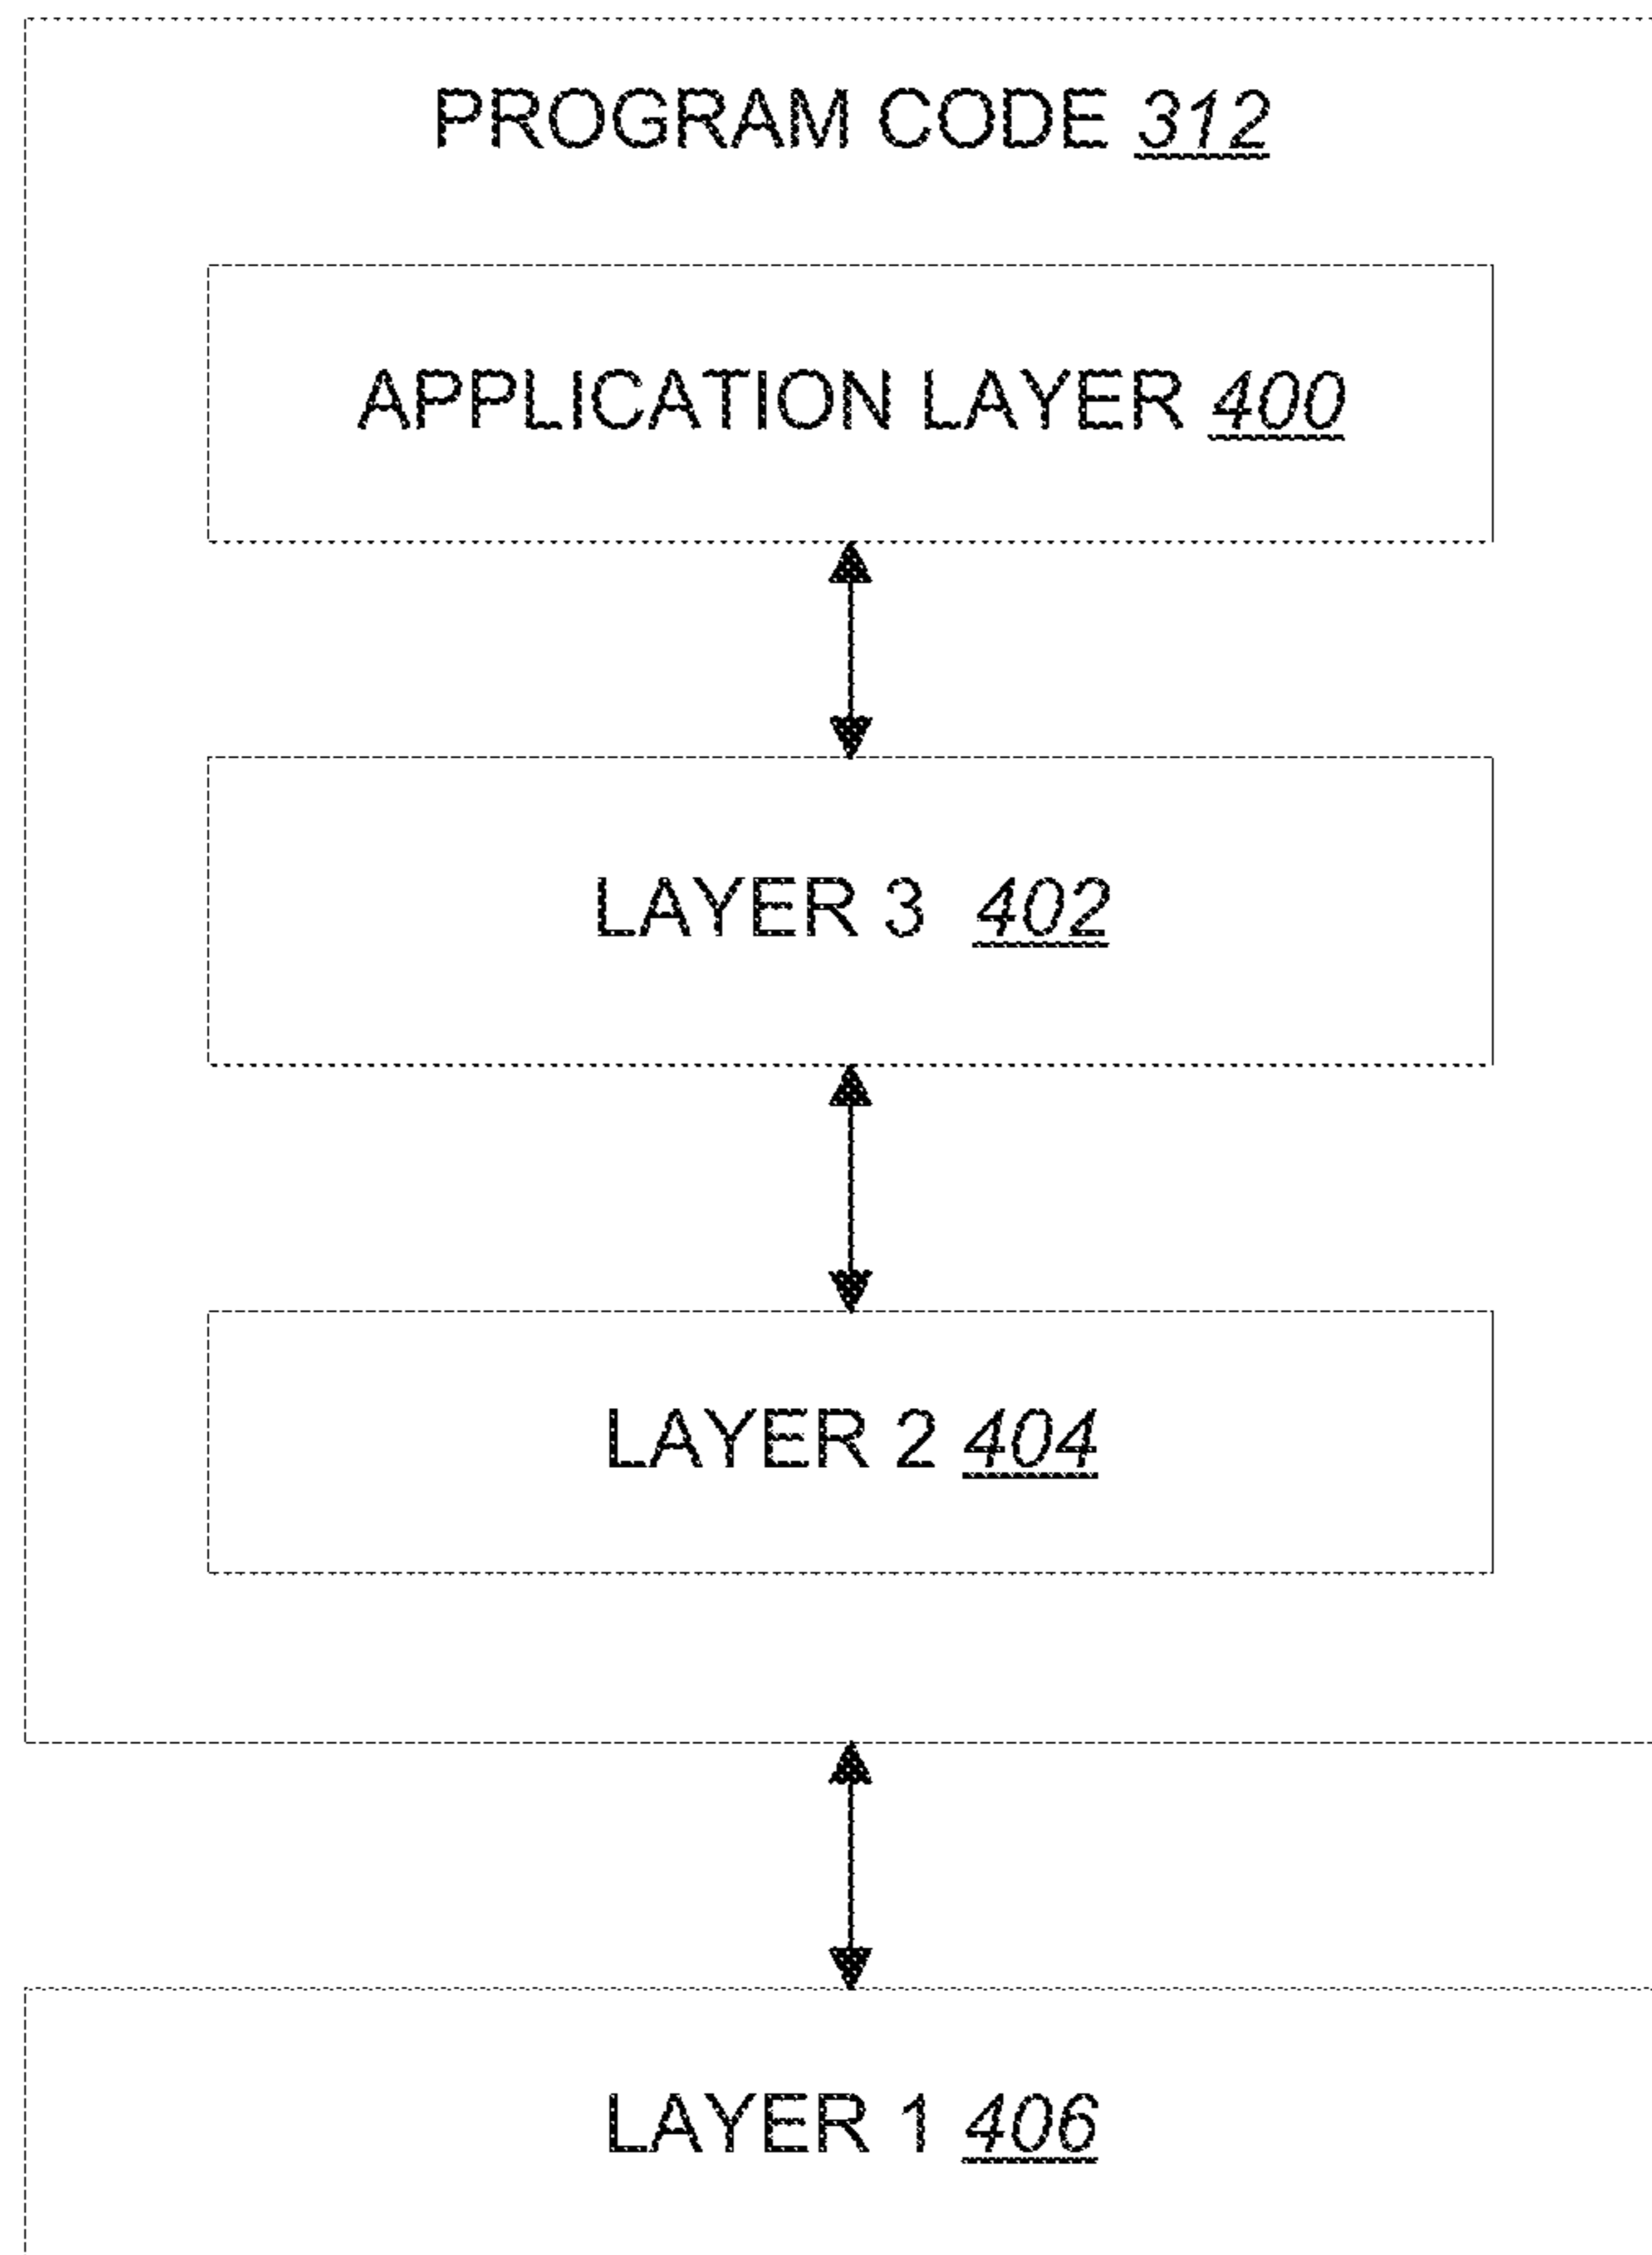 PROGRAM CODE 312
APPLICATION LAYER 400
LAYER 3 402
LAYER 2 404
LAYER 1 406